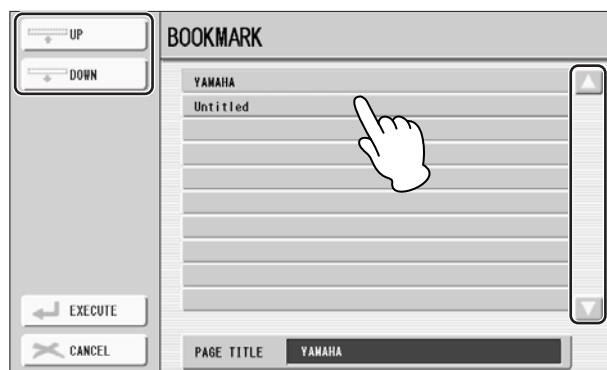 UP
DOWN
BOOKMARK
YAMAHA
Untitled
EXECUTE
CANCEL
PAGE TITLE YAMAHA